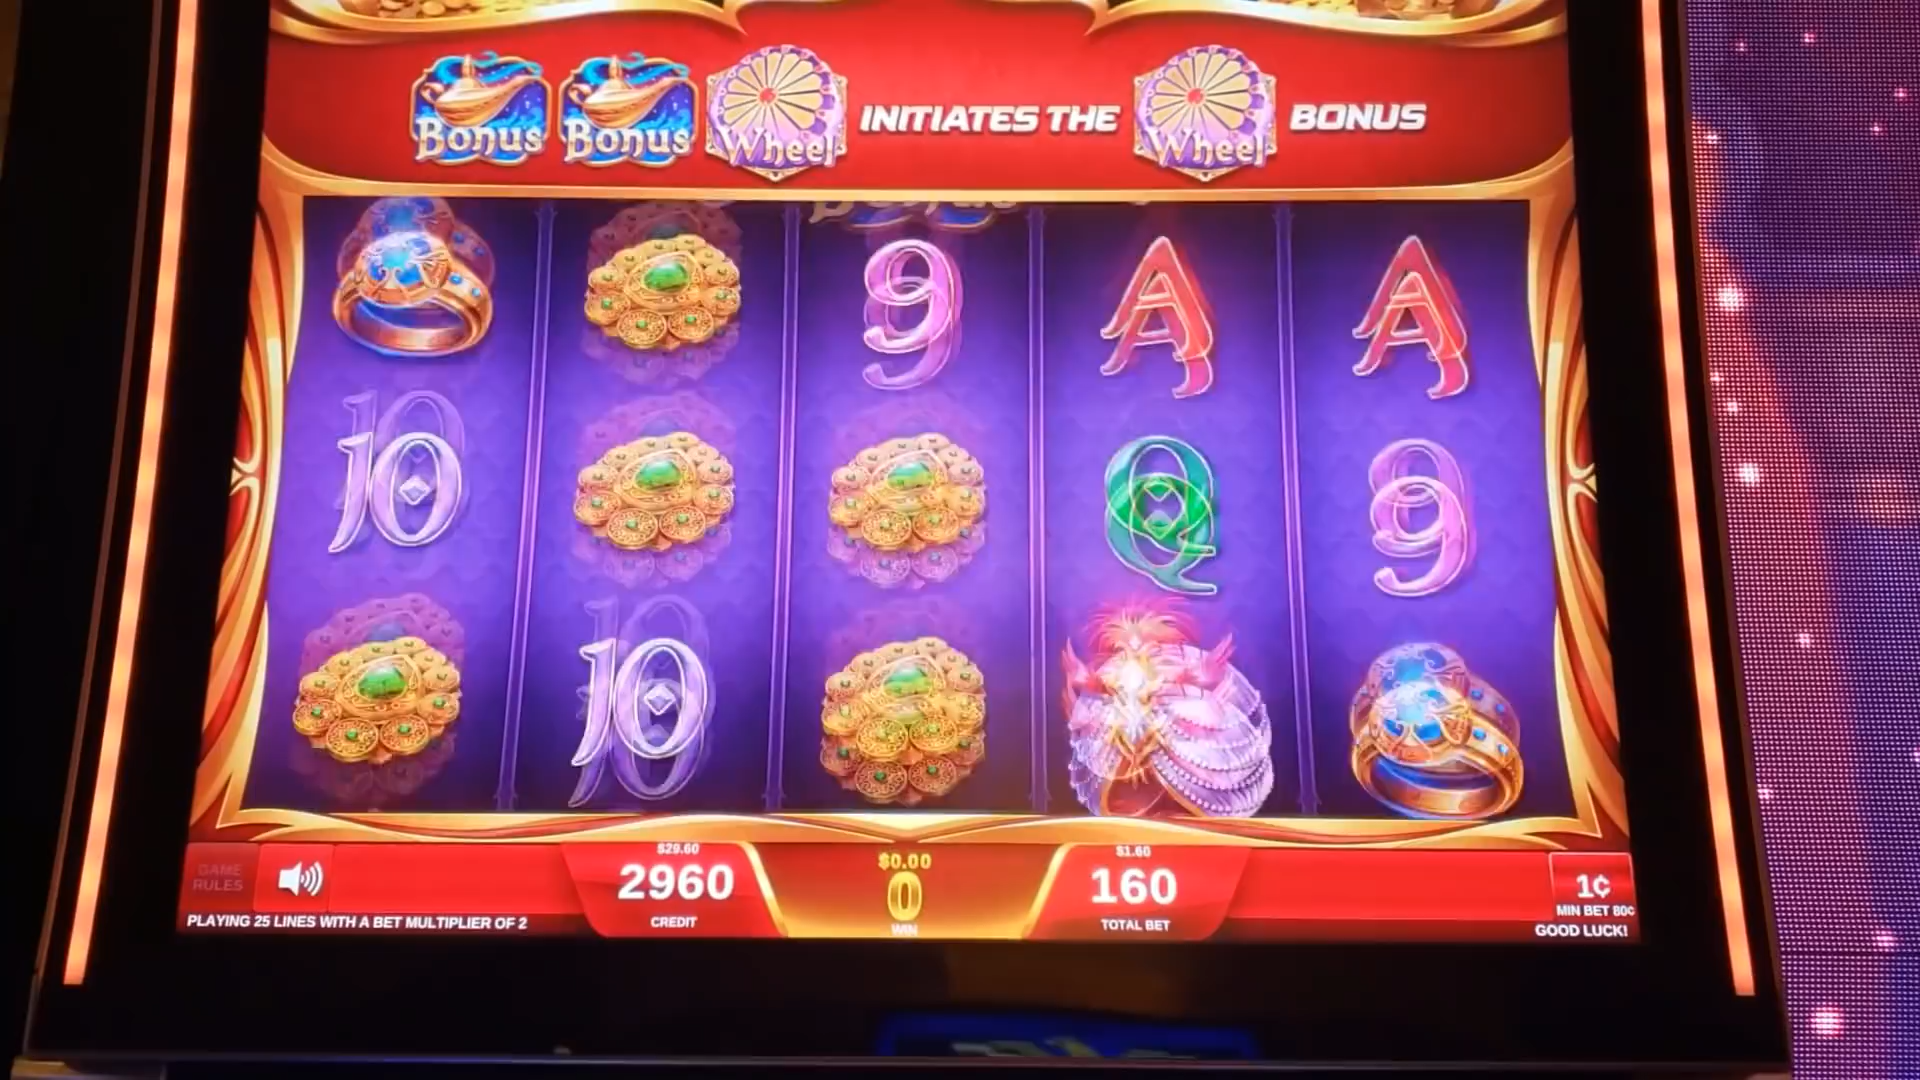 Bonus Bonus Wheel INITIATES THE Wheel BONUS
9 A A
10 Q 9
10
GAME RULES
$29.60
2960
CREDIT
$0.00
0
WIN
$1.60
160
TOTAL BET
1¢
MIN BET 80¢
PLAYING 25 LINES WITH A BET MULTIPLIER OF 2
GOOD LUCK!